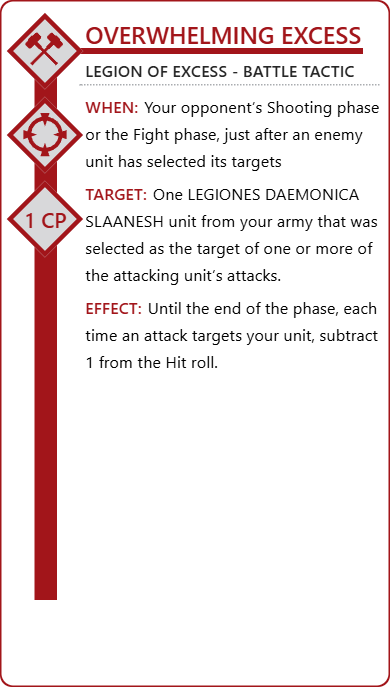 OVERWHELMING EXCESS
LEGION OF EXCESS - BATTLE TACTIC
WHEN: Your opponent's Shooting phase
or the Fight phase, just after an enemy
unit has selected its targets
TARGET: One LEGIONES DAEMONICA
1 CP
SLAANESH unit from your army that was
selected as the target of one or more of
the attacking unit's attacks.
EFFECT: Until the end of the phase, each
time an attack targets your unit, subtract
1 from the Hit roll.